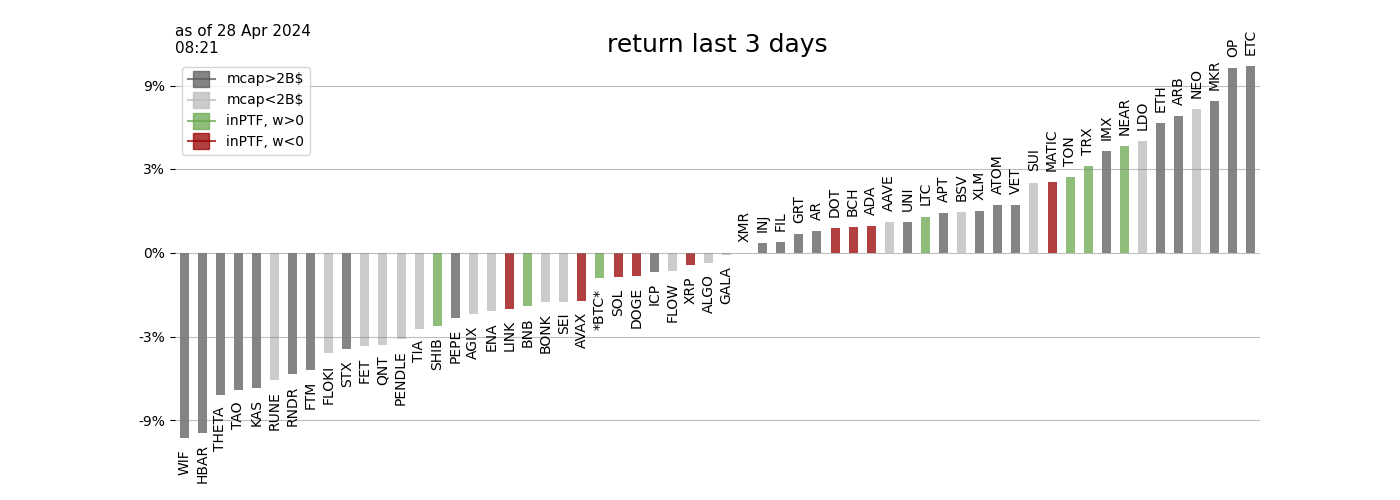 as of 28 Apr 2024
08:21
return last 3 days
mcap>2B$
mcap<2B$
inPTF, w>0
inPTF, w<0
9%
3%
0%
-3%
-9%
WIF
HBAR
THETA
TAO
KAS
RUNE
RNDR
FTM
FLOKI
STX
FET
QNT
PENDLE
TIA
SHIB
PEPE
AGIX
ENA
LINK
BNB
BONK
SEI
AVAX
*BTC*
SOL
DOGE
ICP
FLOW
XRP
ALGO
GALA
XMR
INJ
FIL
GRT
AR
DOT
BCH
ADA
AAVE
UNI
LTC
APT
BSV
XLM
ATOM
VET
SUI
MATIC
TON
TRX
IMX
NEAR
LDO
ETH
ARB
NEO
MKR
OP
ETC